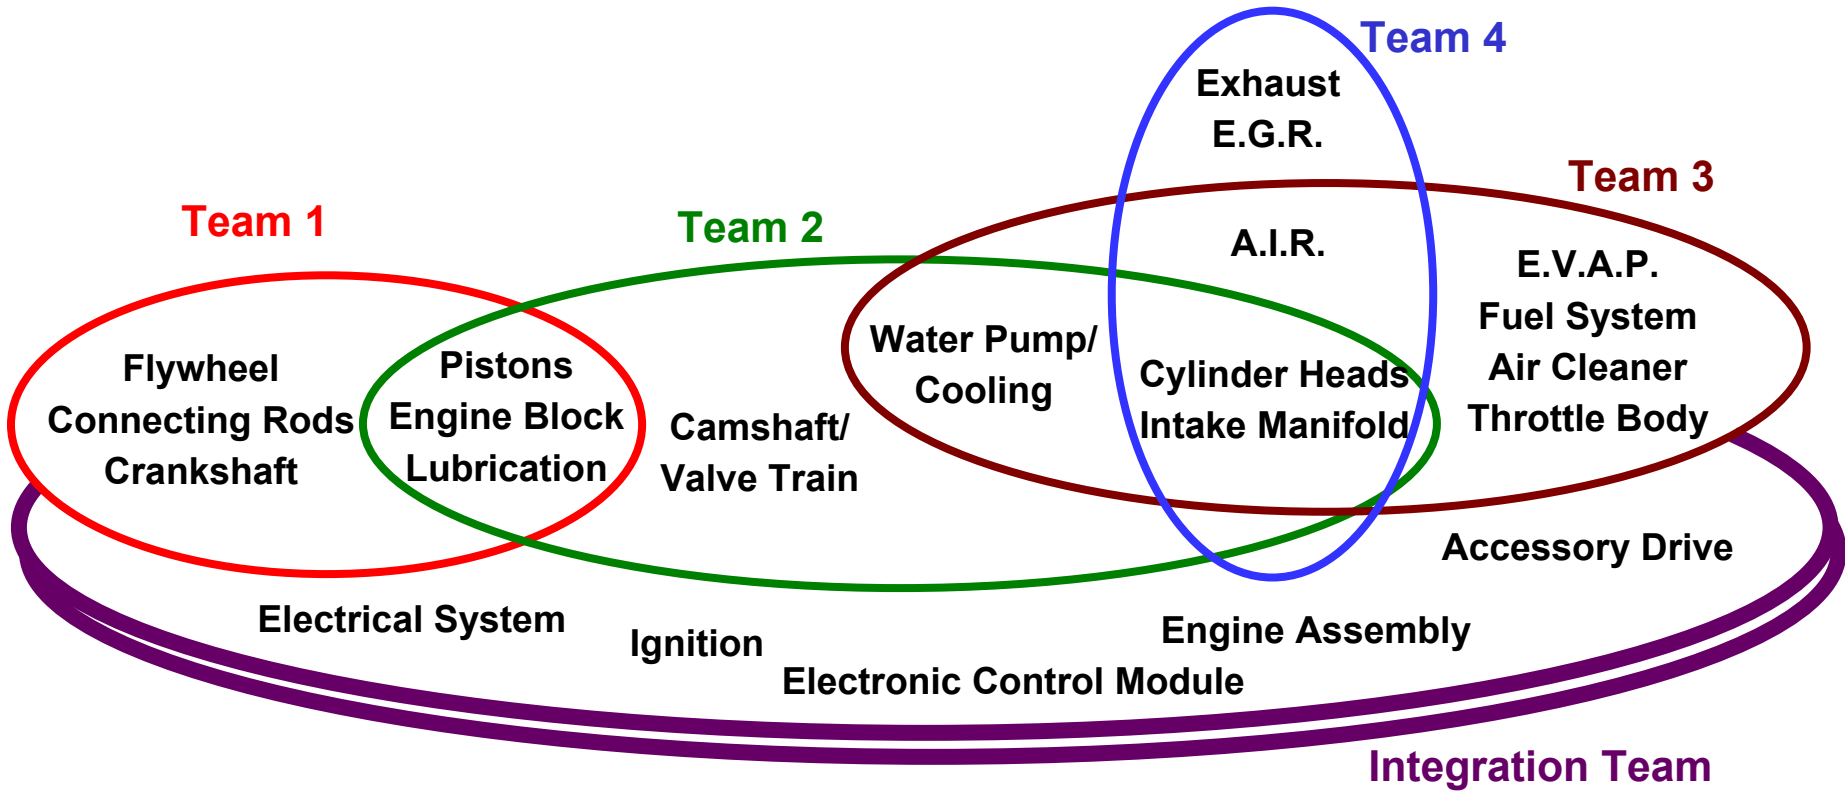 Team 4
Exhaust
E.G.R.
Team 3
Team 1
Team 2
A.I.R.
E.V.A.P.
Fuel System
Air Cleaner
Throttle Body
Water Pump/
Cooling
Cylinder Heads
Intake Manifold
Flywheel
Connecting Rods
Crankshaft
Pistons
Engine Block
Lubrication
Camshaft/
Valve Train
Accessory Drive
Electrical System
Ignition
Engine Assembly
Electronic Control Module
Integration Team